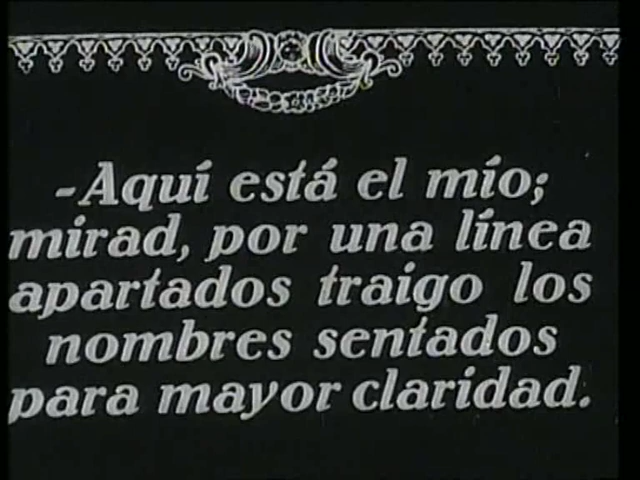 -Aquí está el mío;
mirad, por una línea
apartados traigo los
nombres sentados
para mayor claridad.